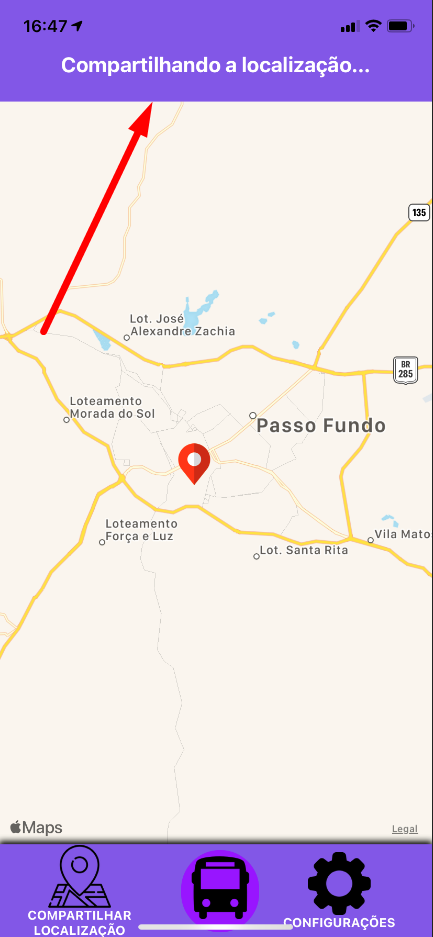 16:47
Compartilhando a localização...
135
Lot. José
Alexandre Zachia
BR
285
Loteamento
Morada do Sol
Passo Fundo
Loteamento
Força e Luz
Vila Mato
Lot. Santa Rita
Maps
Legal
COMPARTILHAR
LOCALIZAÇÃO
CONFIGURAÇÕES